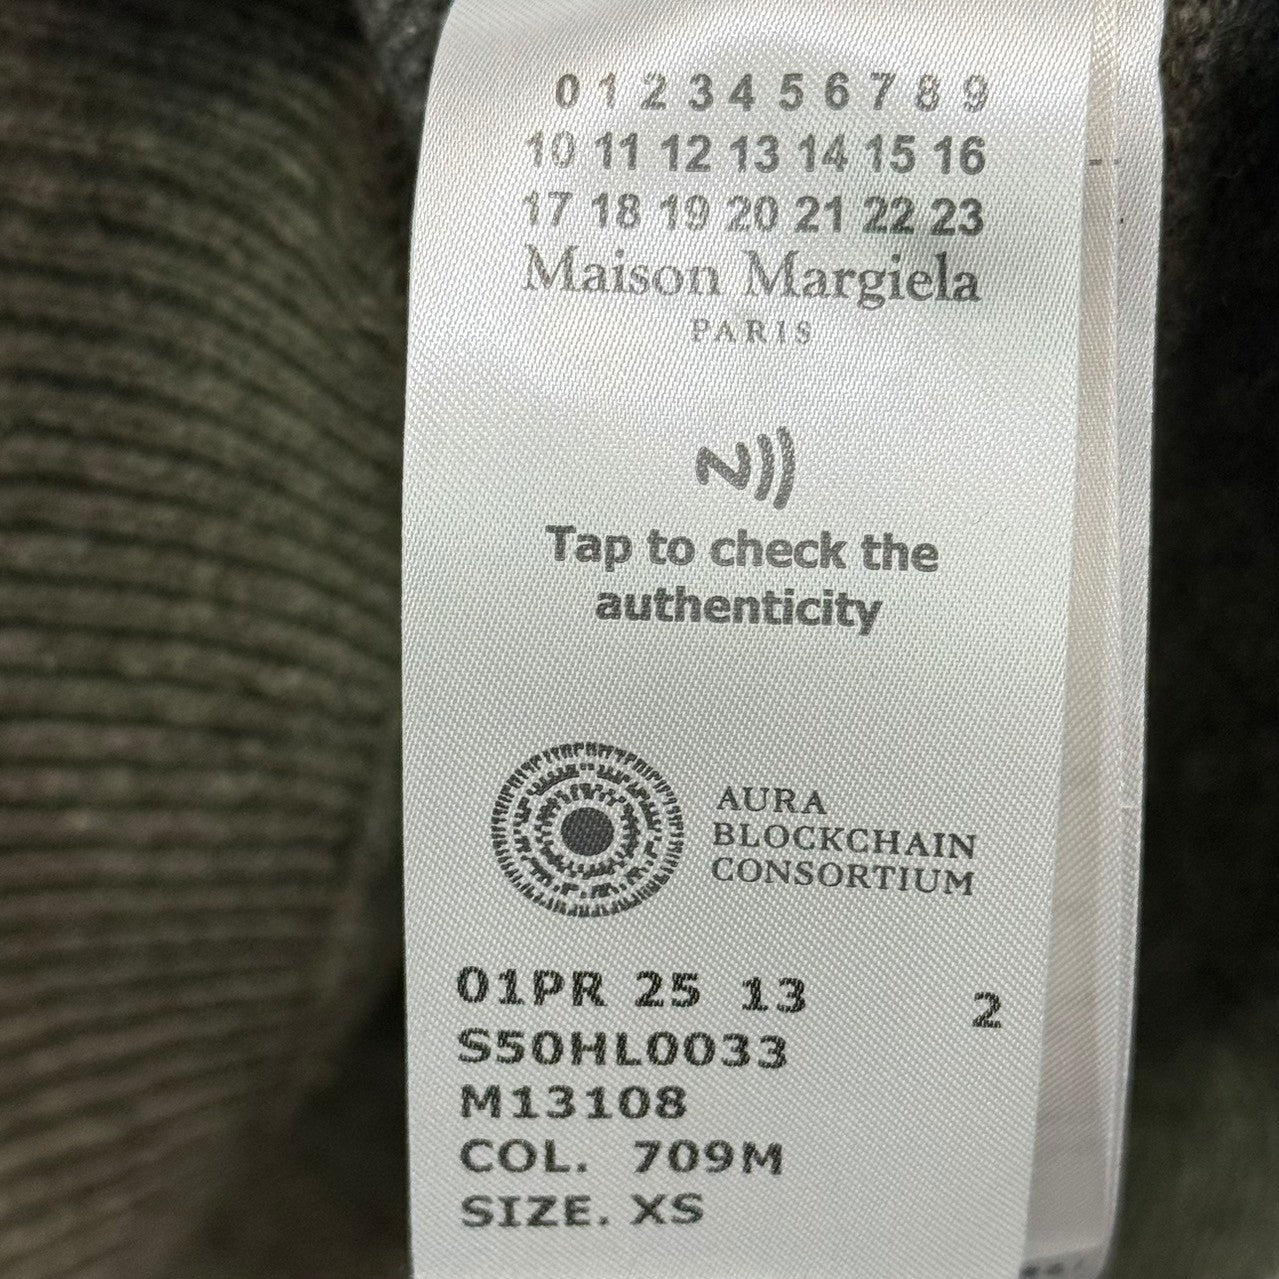 0 1 2 3 4 5 6 7 8 9
10 11 12 13 14 15 16
17 18 19 20 21 22 23
Maison Margiela
PARIS
Tap to check the
authenticity
AURA
BLOCKCHAIN
CONSORTIUM
01PR 25 13 2
S50HL0033
M13108
COL. 709M
SIZE. XS